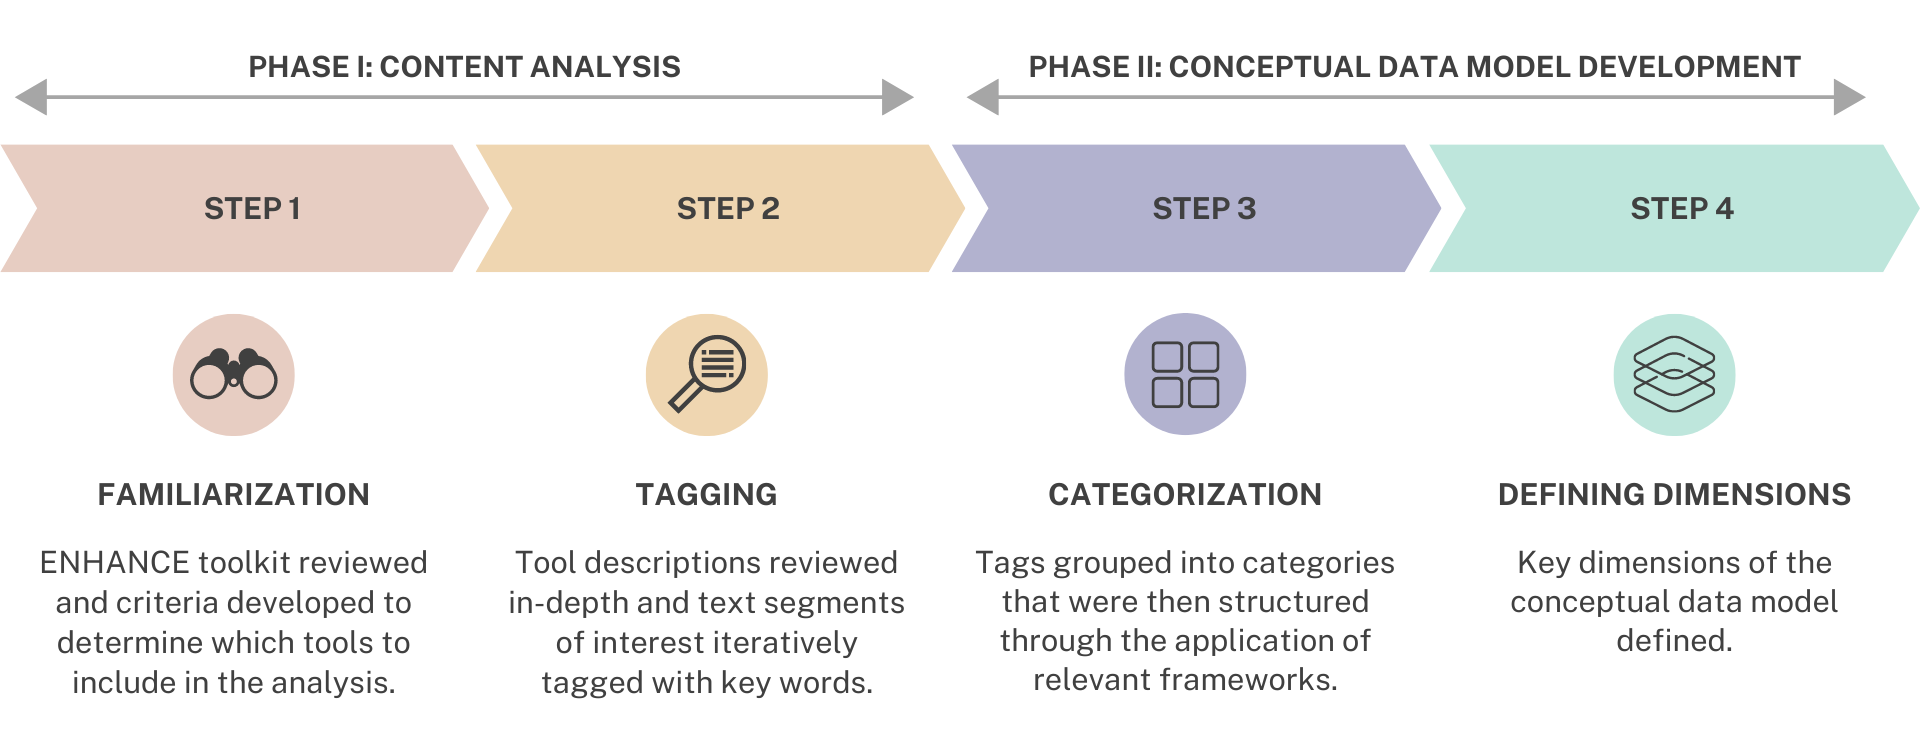 PHASE I: CONTENT ANALYSIS
PHASE II: CONCEPTUAL DATA MODEL DEVELOPMENT
STEP 1
STEP 2
STEP 3
STEP 4
FAMILIARIZATION
ENHANCE toolkit reviewed
and criteria developed to
determine which tools to
include in the analysis.
TAGGING
Tool descriptions reviewed
in-depth and text segments
of interest iteratively
tagged with key words.
CATEGORIZATION
Tags grouped into categories
that were then structured
through the application of
relevant frameworks.
DEFINING DIMENSIONS
Key dimensions of the
conceptual data model
defined.